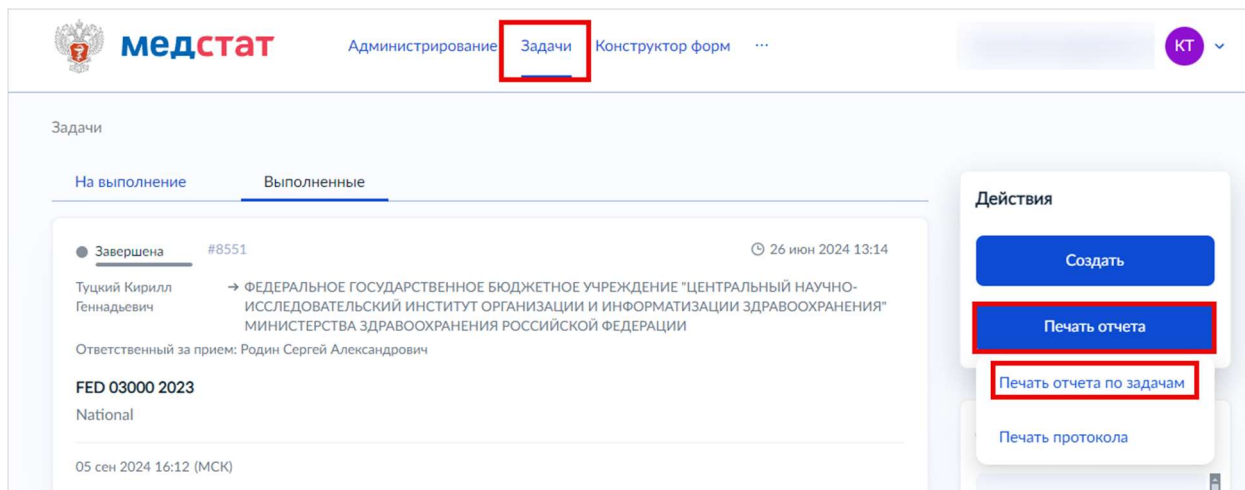 медстат
Администрирование Задачи Конструктор форм ...
КТ
Задачи
На выполнение Выполненные
Завершена #8551 26 июн 2024 13:14
Туцкий Кирилл
Геннадьевич
→ ФЕДЕРАЛЬНОЕ ГОСУДАРСТВЕННОЕ БЮДЖЕТНОЕ УЧРЕЖДЕНИЕ "ЦЕНТРАЛЬНЫЙ НАУЧНО-
ИССЛЕДОВАТЕЛЬСКИЙ ИНСТИТУТ ОРГАНИЗАЦИИ И ИНФОРМАТИЗАЦИИ ЗДРАВООХРАНЕНИЯ"
МИНИСТЕРСТВА ЗДРАВООХРАНЕНИЯ РОССИЙСКОЙ ФЕДЕРАЦИИ
Ответственный за прием: Родин Сергей Александрович
FED 03000 2023
National
05 сен 2024 16:12 (МСК)
Действия
Создать
Печать отчета
Печать отчета по задачам
Печать протокола